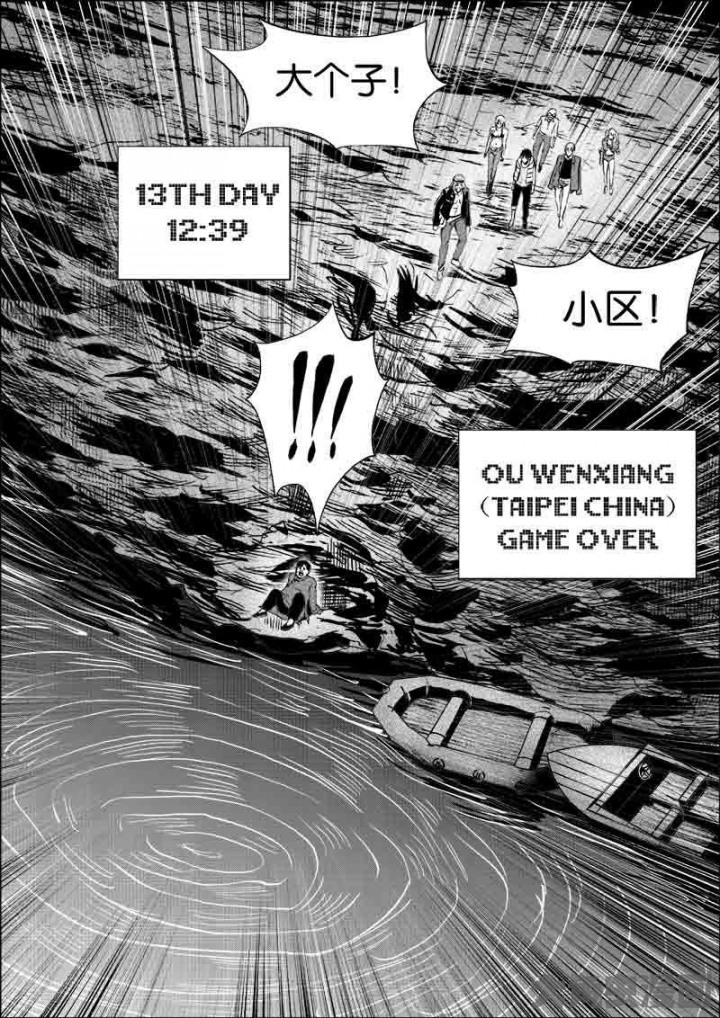 大个子！
13TH DAY
12:39
小区！
!!!
OU WENXIANG
(TAIPEI CHINA)
GAME OVER